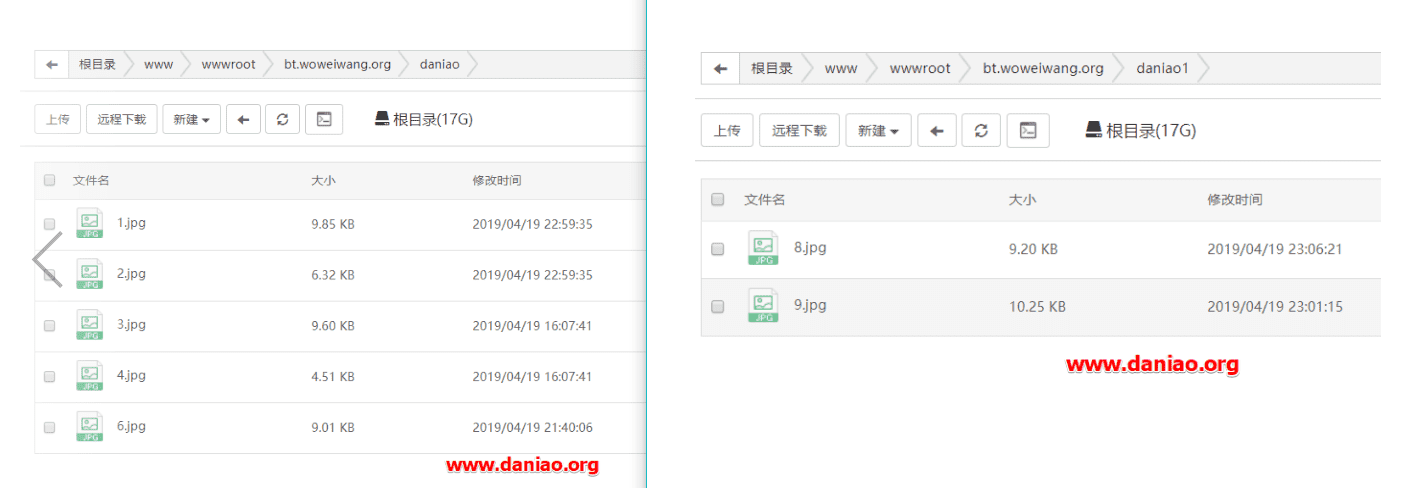 根目录 www wwwroot bt.woweiwang.org daniao
上传 远程下载 新建 根目录(17G)
文件名 大小 修改时间
JPG 1.jpg 9.85 KB 2019/04/19 22:59:35
JPG 2.jpg 6.32 KB 2019/04/19 22:59:35
JPG 3.jpg 9.60 KB 2019/04/19 16:07:41
JPG 4.jpg 4.51 KB 2019/04/19 16:07:41
JPG 6.jpg 9.01 KB 2019/04/19 21:40:06
www.daniao.org
根目录 www wwwroot bt.woweiwang.org daniao1
上传 远程下载 新建 根目录(17G)
文件名 大小 修改时间
JPG 8.jpg 9.20 KB 2019/04/19 23:06:21
JPG 9.jpg 10.25 KB 2019/04/19 23:01:15
www.daniao.org